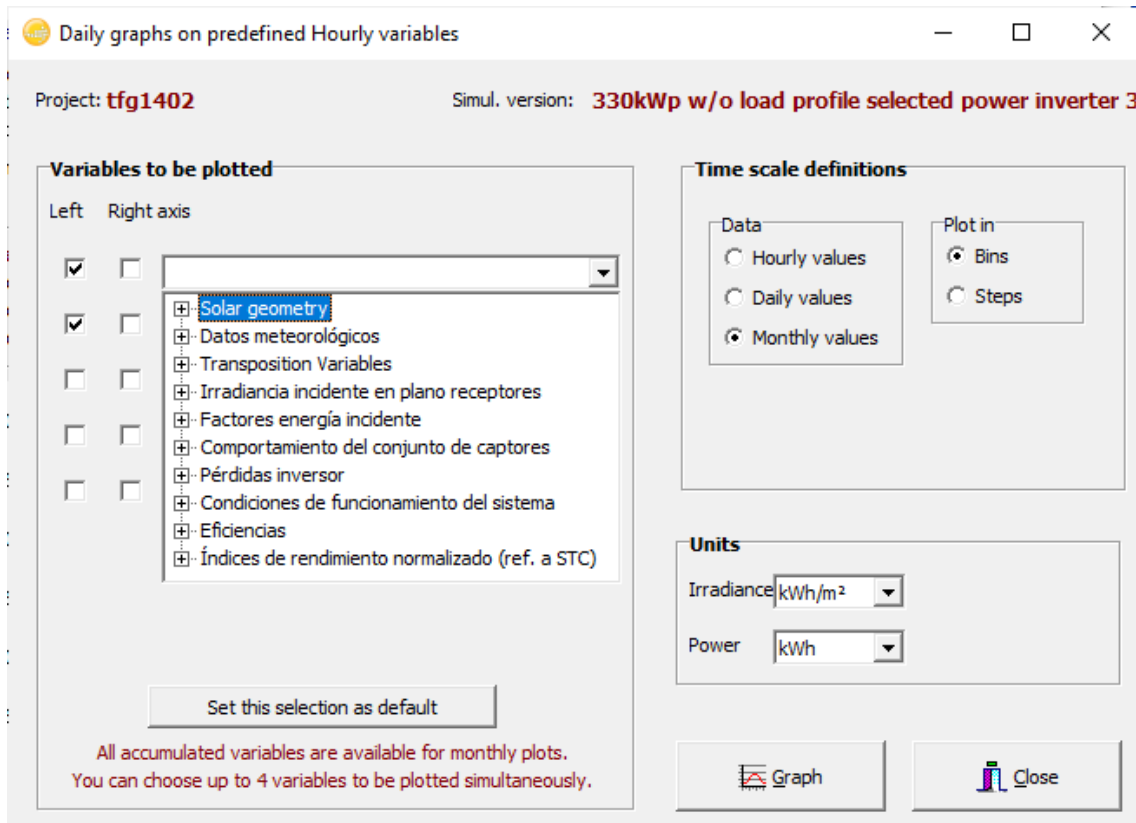 Daily graphs on predefined Hourly variables
Project: tfg1402
Simul. version: 330kWp w/o load profile selected power inverter 3
Variables to be plotted
Left Right axis
Solar geometry
Datos meteorológicos
Transposition Variables
Irradiancia incidente en plano receptores
Factores energía incidente
Comportamiento del conjunto de captores
Pérdidas inversor
Condiciones de funcionamiento del sistema
Eficiencias
Índices de rendimiento normalizado (ref. a STC)
Set this selection as default
All accumulated variables are available for monthly plots.
You can choose up to 4 variables to be plotted simultaneously.
Time scale definitions
Data
Hourly values
Daily values
Monthly values
Plot in
Bins
Steps
Units
Irradiance kWh/m²
Power kWh
Graph
Close